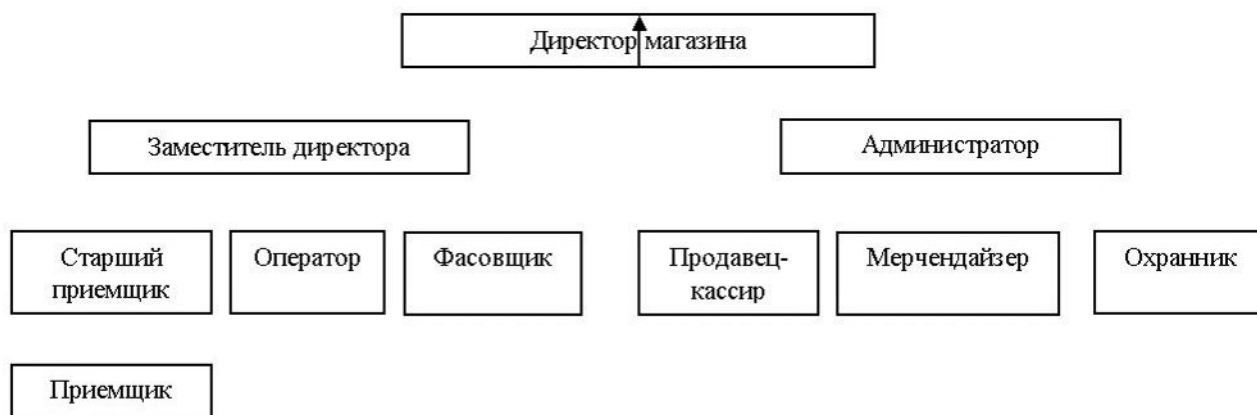 Директор магазина
Заместитель директора
Администратор
Старший
приемщик
Оператор
Фасовщик
Продавец-
кассир
Мерчендайзер
Охранник
Приемщик